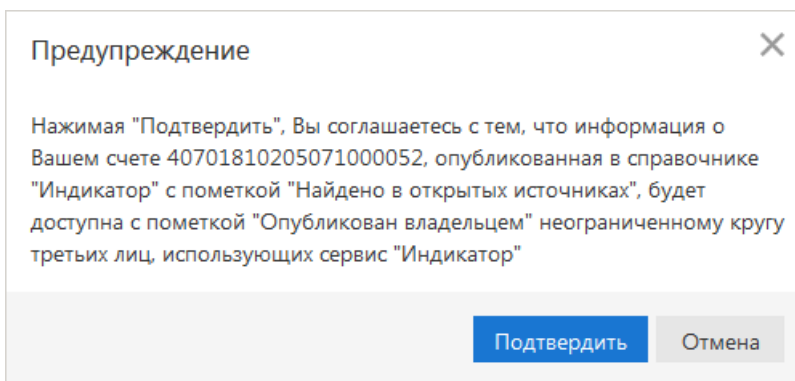 Предупреждение
Нажимая "Подтвердить", Вы соглашаетесь с тем, что информация о
Вашем счете 40701810205071000052, опубликованная в справочнике
"Индикатор" с пометкой "Найдено в открытых источниках", будет
доступна с пометкой "Опубликован владельцем" неограниченному кругу
третьих лиц, использующих сервис "Индикатор"
Подтвердить Отмена